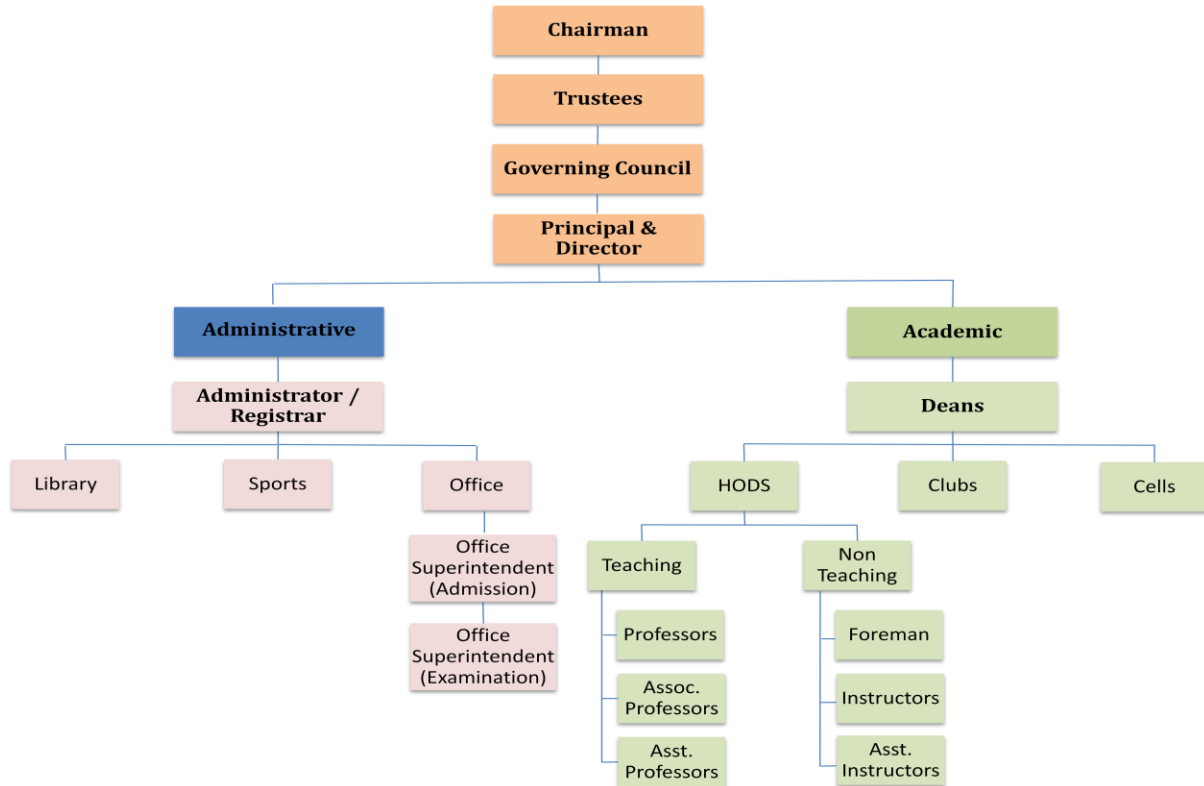 Chairman
Trustees
Governing Council
Principal &
Director
Administrative
Academic
Administrator /
Registrar
Deans
Library
Sports
Office
HODS
Clubs
Cells
Office
Superintendent
(Admission)
Office
Superintendent
(Examination)
Teaching
Non
Teaching
Professors
Assoc.
Professors
Asst.
Professors
Foreman
Instructors
Asst.
Instructors